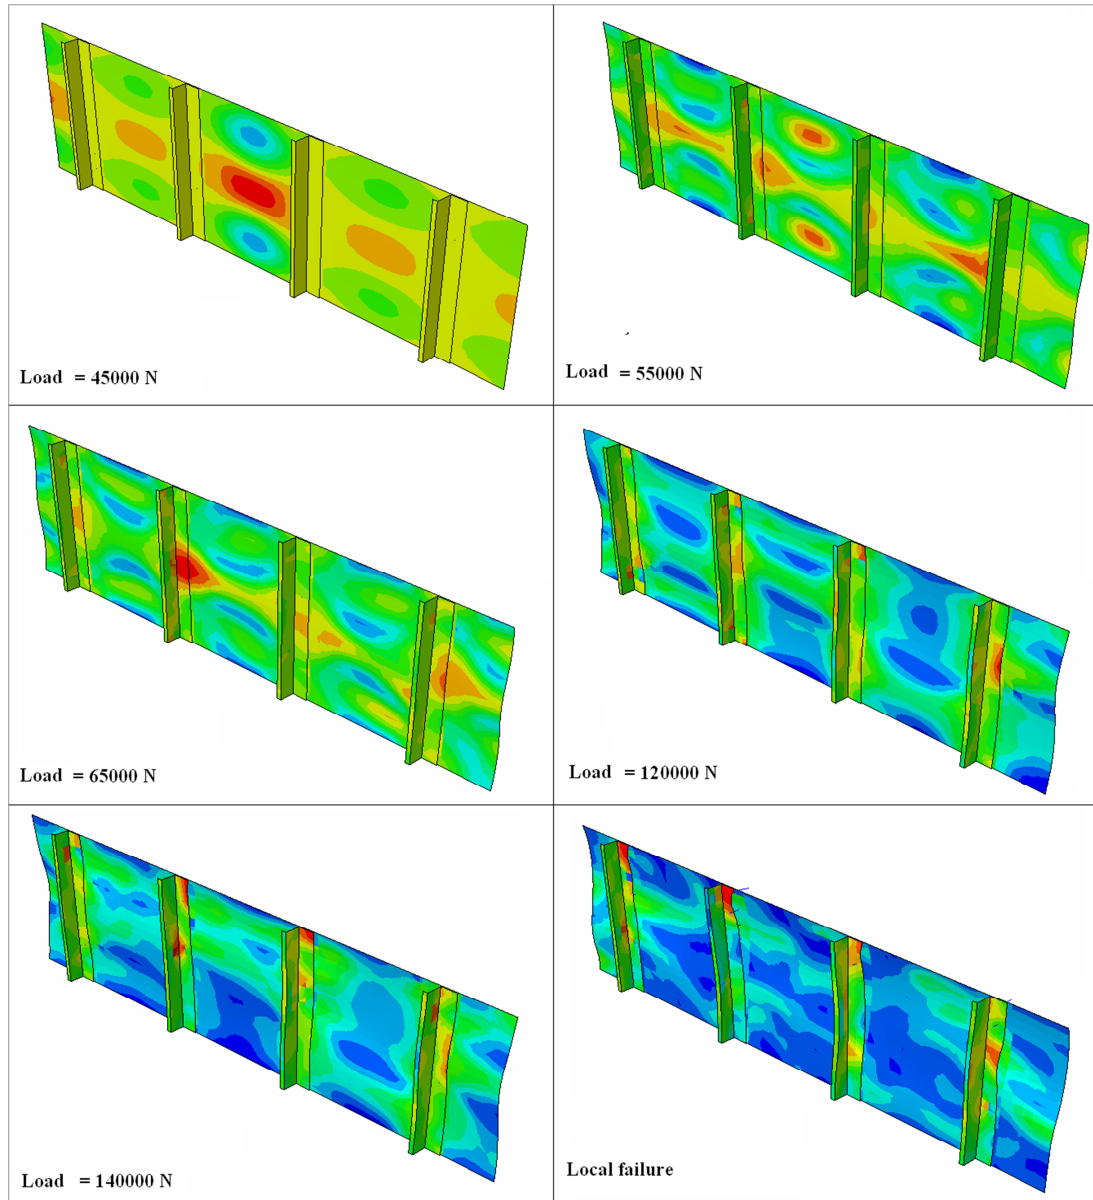 Load = 45000 N
Load = 55000 N
Load = 65000 N
Load = 120000 N
Load = 140000 N
Local failure